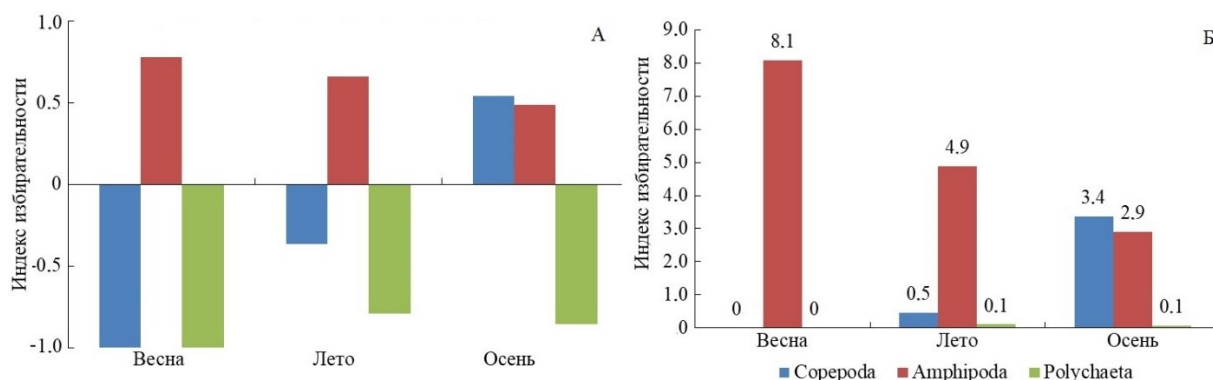 А
Индекс избирательности
1.0
0.5
0
-0.5
-1.0
Весна
Лето
Осень
Б
Индекс избирательности
9.0
8.0
7.0
6.0
5.0
4.0
3.0
2.0
1.0
0
0
8.1
0
0.5
4.9
0.1
3.4
2.9
0.1
Весна
Лето
Осень
Copepoda Amphipoda Polychaeta